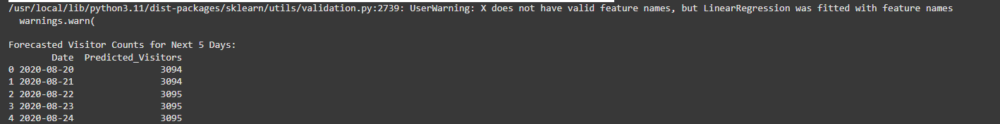 /usr/local/lib/python3.11/dist-packages/sklearn/utils/validation.py:2739: UserWarning: X does not have valid feature names, but LinearRegression was fitted with feature names
  warnings.warn(
Forecasted Visitor Counts for Next 5 Days:
        Date  Predicted_Visitors
0 2020-08-20                3094
1 2020-08-21                3094
2 2020-08-22                3095
3 2020-08-23                3095
4 2020-08-24                3095